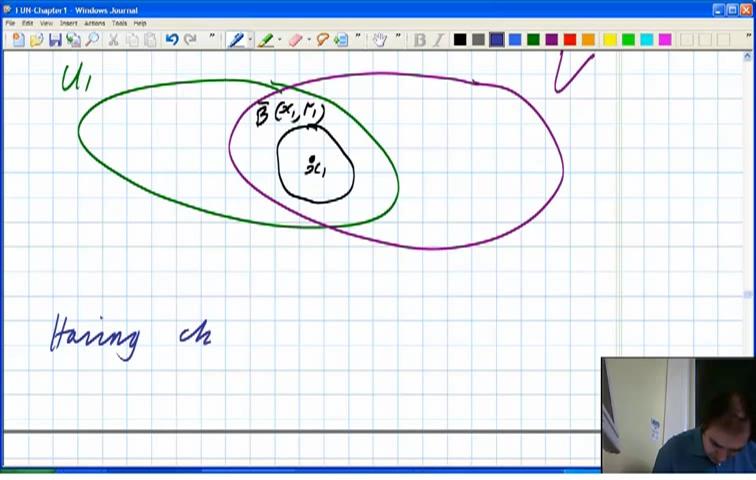 FUN-Chapter1 - Windows Journal
File Edit View Insert Actions Tools Help
B I
U₁
V
B̄(x₁, r₁)
x₁
Having ch